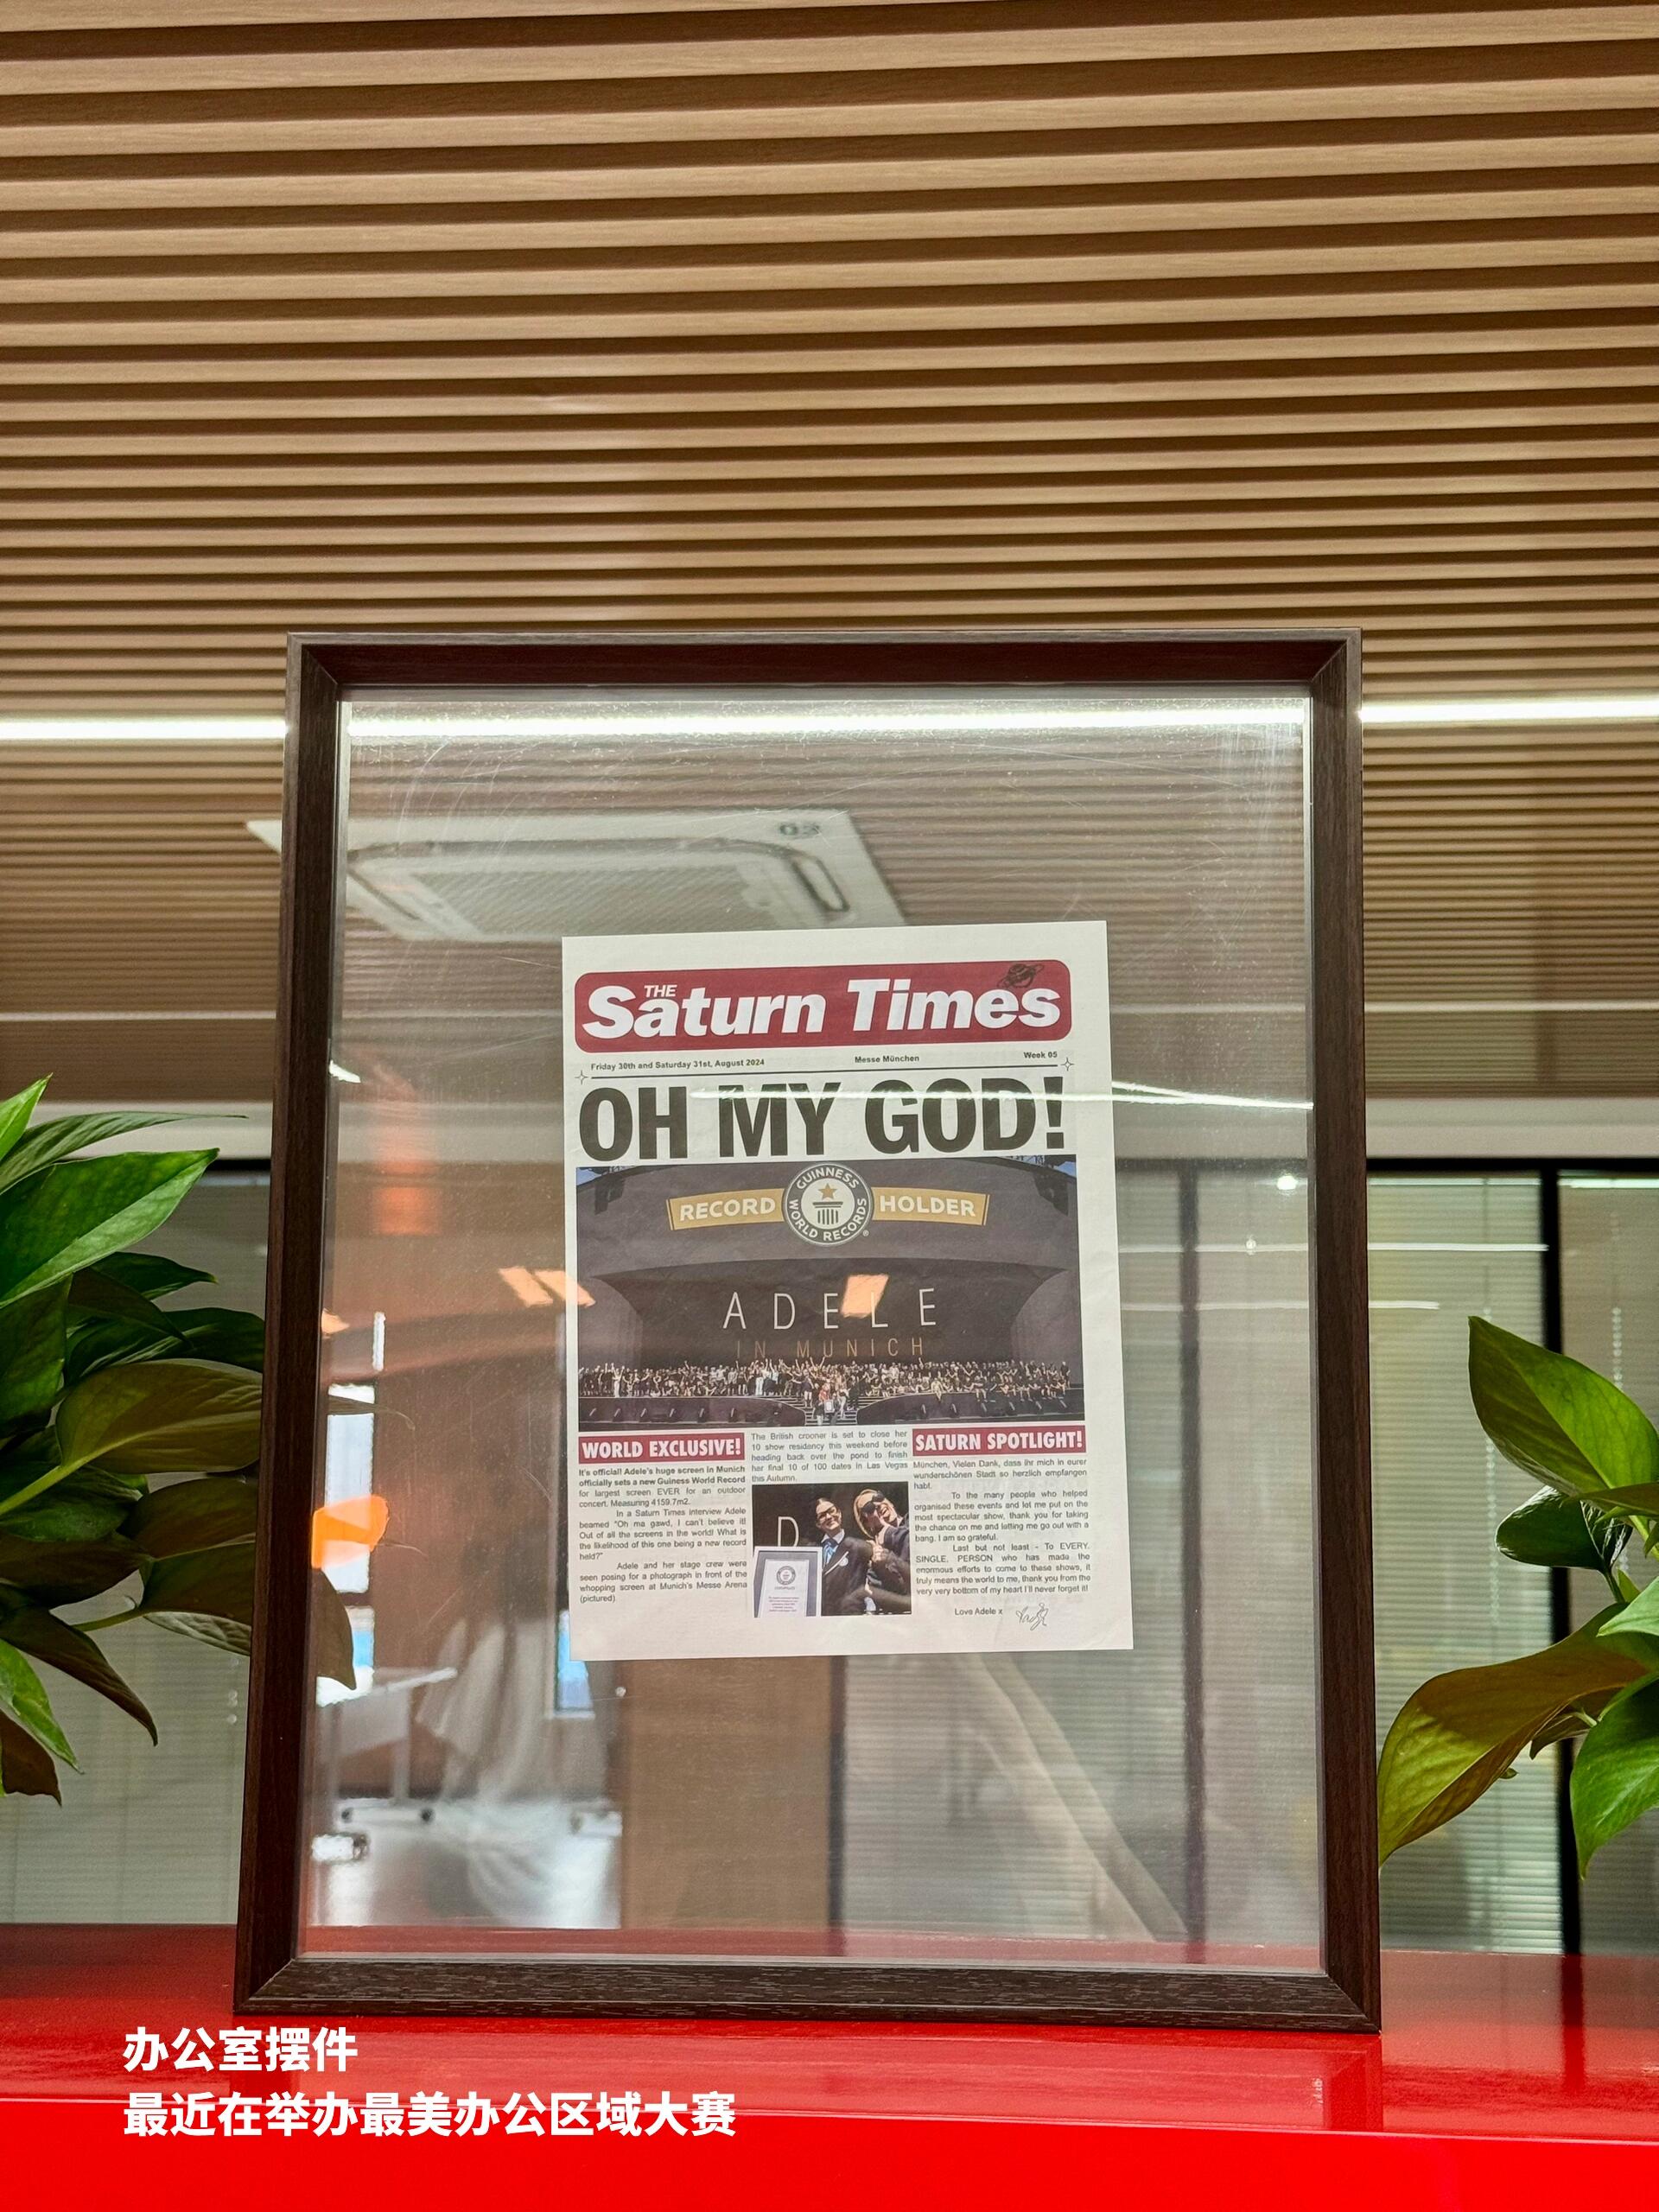 03
THE
Saturn Times
Friday 30th and Saturday 31st, August 2024 Messe München Week 05
OH MY GOD!
RECORD HOLDER
GUINNESS WORLD RECORDS
ADELE
IN MUNICH
WORLD EXCLUSIVE!
It's official! Adele's huge screen in Munich
officially sets a new Guiness World Record
for largest screen EVER for an outdoor
concert. Measuring 4159.7m2.
In a Saturn Times interview Adele
beamed "Oh ma gawd, I can't believe it!
Out of all the screens in the world! What is
the likelihood of this one being a new record
held?"
Adele and her stage crew were
seen posing for a photograph in front of the
whopping screen at Munich's Messe Arena
(pictured)
The British crooner is set to close her
10 show residency this weekend before
heading back over the pond to finish
her final 10 of 100 dates in Las Vegas
this Autumn.
D
SATURN SPOTLIGHT!
München, Vielen Dank, dass ihr mich in eurer
wunderschönen Stadt so herzlich empfangen
habt.
To the many people who helped
organised these events and let me put on the
most spectacular show, thank you for taking
the chance on me and letting me go out with a
bang. I am so grateful.
Last but not least - To EVERY.
SINGLE. PERSON who has made the
enormous efforts to come to these shows, it
truly means the world to me, thank you from the
very very bottom of my heart I'll never forget it!
Love Adele x
办公室摆件
最近在举办最美办公区域大赛